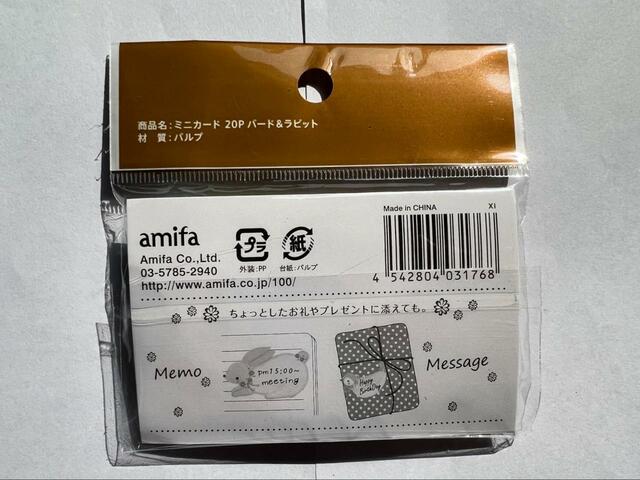 商品名：ミニカード 20P バード&ラビット
材　質：パルプ
Made in CHINA
XI
amifa
Amifa Co.,Ltd.
03-5785-2940
http://www.amifa.co.jp/100/
プラ
外装：PP
紙
台紙：パルプ
4 542804 031768
ちょっとしたお礼やプレゼントに添えても。
Memo
pm15:00~
meeting
Happy
BirthDay
Message